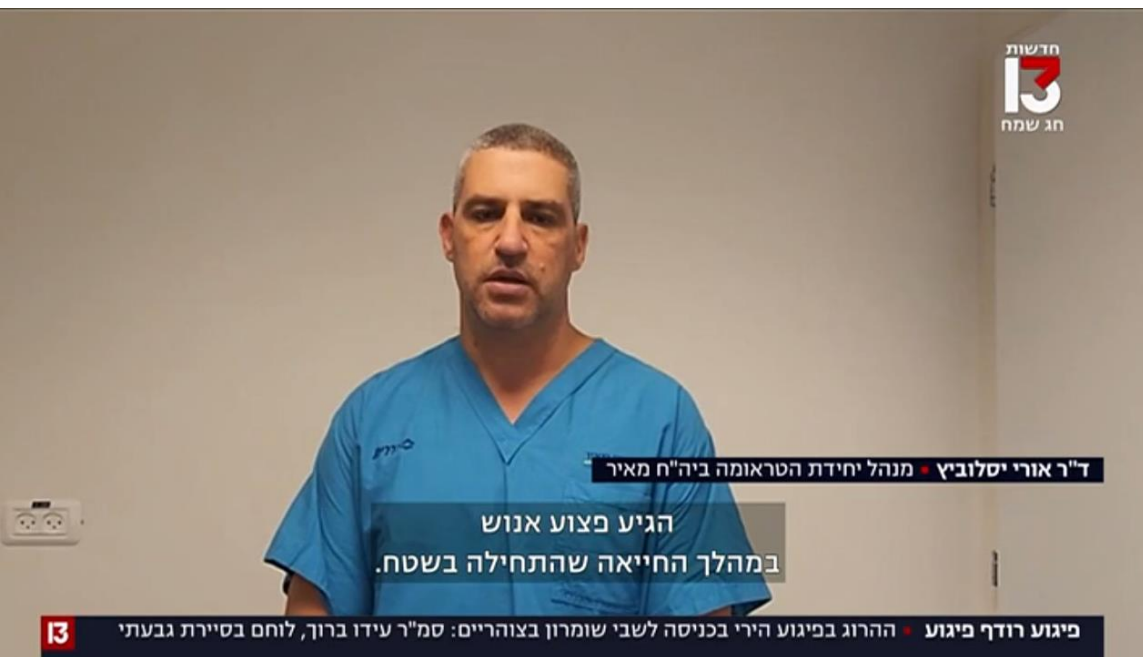 חדשות
13
חג שמח
ד"ר אורי יסלוביץ • מנהל יחידת הטראומה ביה"ח מאיר
הגיע פצוע אנוש
במהלך החייאה שהתחילה בשטח.
פיגוע רודף פיגוע • ההרוג בפיגוע הירי בכניסה לשבי שומרון בצוהריים: סמ"ר עידו ברוך, לוחם בסיירת גבעתי
13